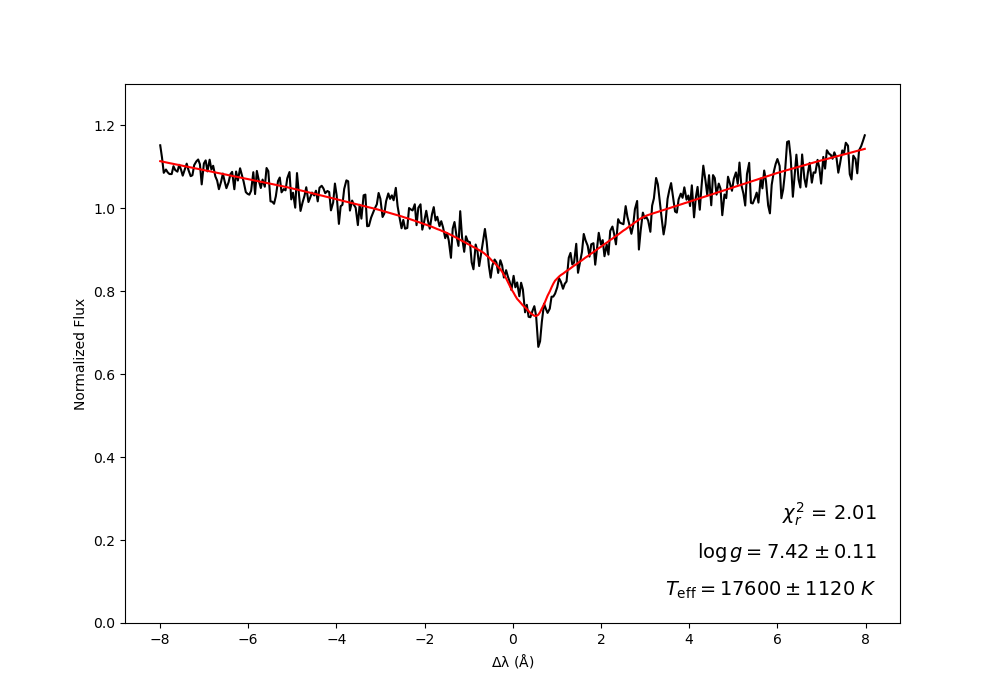 1.2
1.0
0.8
0.6
0.4
0.2
0.0
Normalized Flux
χ²ᵣ = 2.01
log g = 7.42 ± 0.11
T_eff = 17600 ± 1120 K
−8 −6 −4 −2 0 2 4 6 8
Δλ (Å)